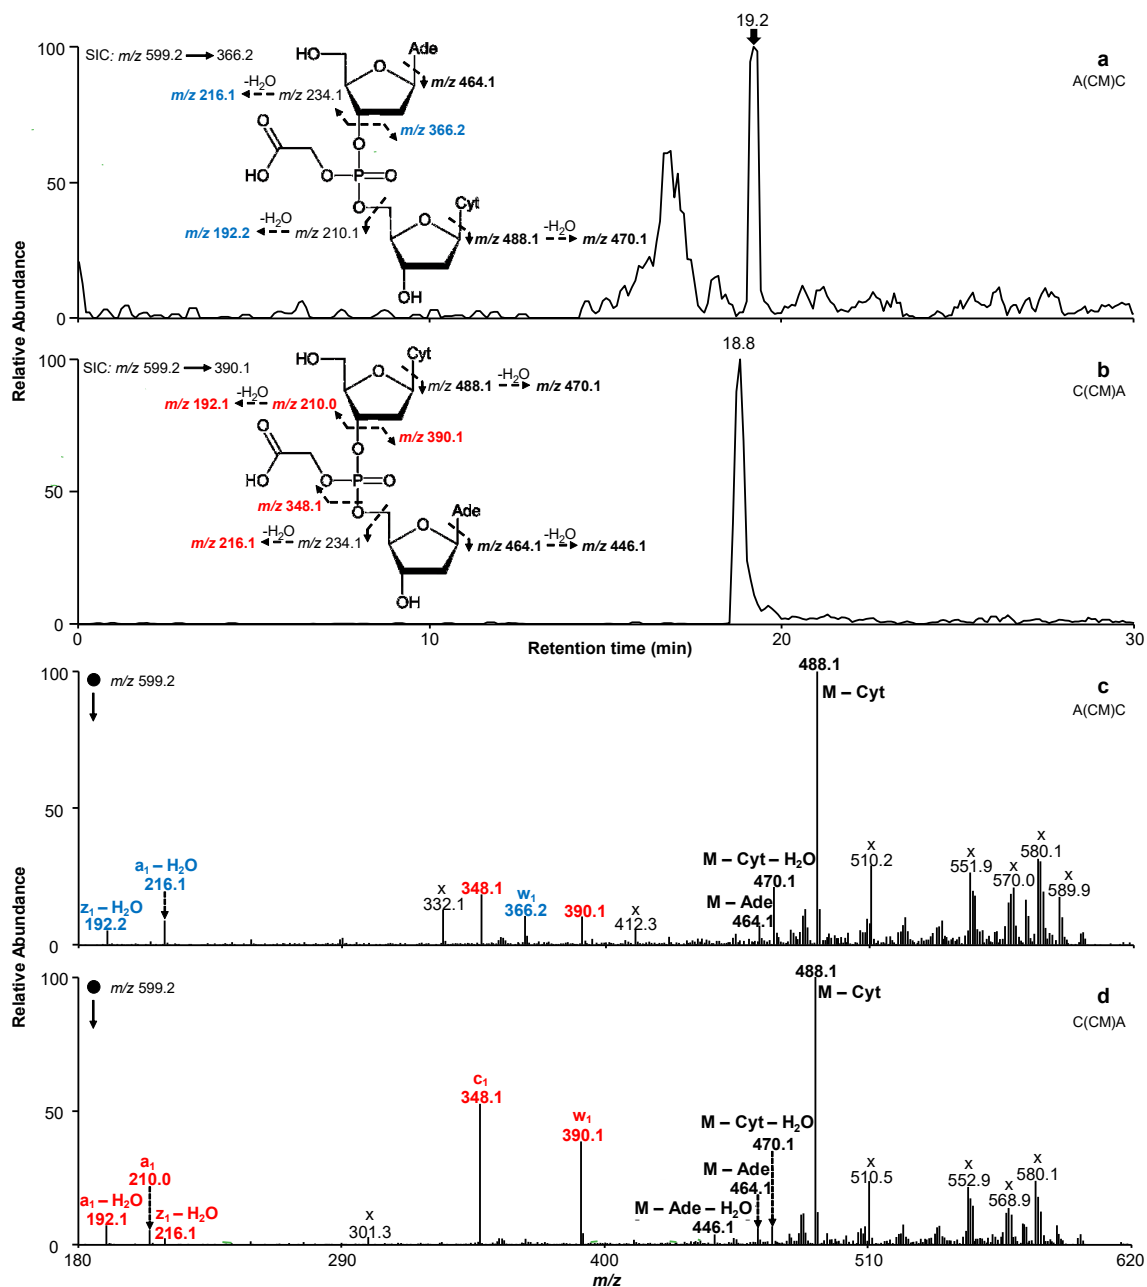 19.2
100
SIC: m/z 599.2 366.2
a
A(CM)C
HO
Ade
O
-H2O
m/z 216.1 m/z 234.1
m/z 464.1
m/z 366.2
O
O
HO O P O
50
O
Cyt
-H2O
m/z 192.2 m/z 210.1
O
-H2O
m/z 488.1 m/z 470.1
OH
0
Relative Abundance
18.8
100
SIC: m/z 599.2 390.1
b
C(CM)A
HO
Cyt
O
-H2O
m/z 488.1 m/z 470.1
-H2O
m/z 192.1 m/z 210.0
m/z 390.1
O
O
HO O P O
50
m/z 348.1
O
Ade
-H2O
m/z 216.1 m/z 234.1
O
-H2O
m/z 464.1 m/z 446.1
OH
0
0 10 20 30
Retention time (min)
100
m/z 599.2
488.1
M – Cyt
c
A(CM)C
50
Relative Abundance
a1 – H2O
216.1
z1 – H2O
192.2
x
332.1
348.1
w1
366.2
390.1
x
412.3
M – Cyt – H2O
470.1
M – Ade
464.1
x
510.2
x
551.9
x
570.0
x
580.1
x
589.9
0
100
m/z 599.2
488.1
M – Cyt
d
C(CM)A
50
Relative Abundance
c1
348.1
w1
390.1
a1
210.0
a1 – H2O
192.1
z1 – H2O
216.1
x
301.3
M – Cyt – H2O
470.1
M – Ade
464.1
M – Ade – H2O
446.1
x
510.5
x
552.9
x
568.9
x
580.1
0
180 290 400 510 620
m/z